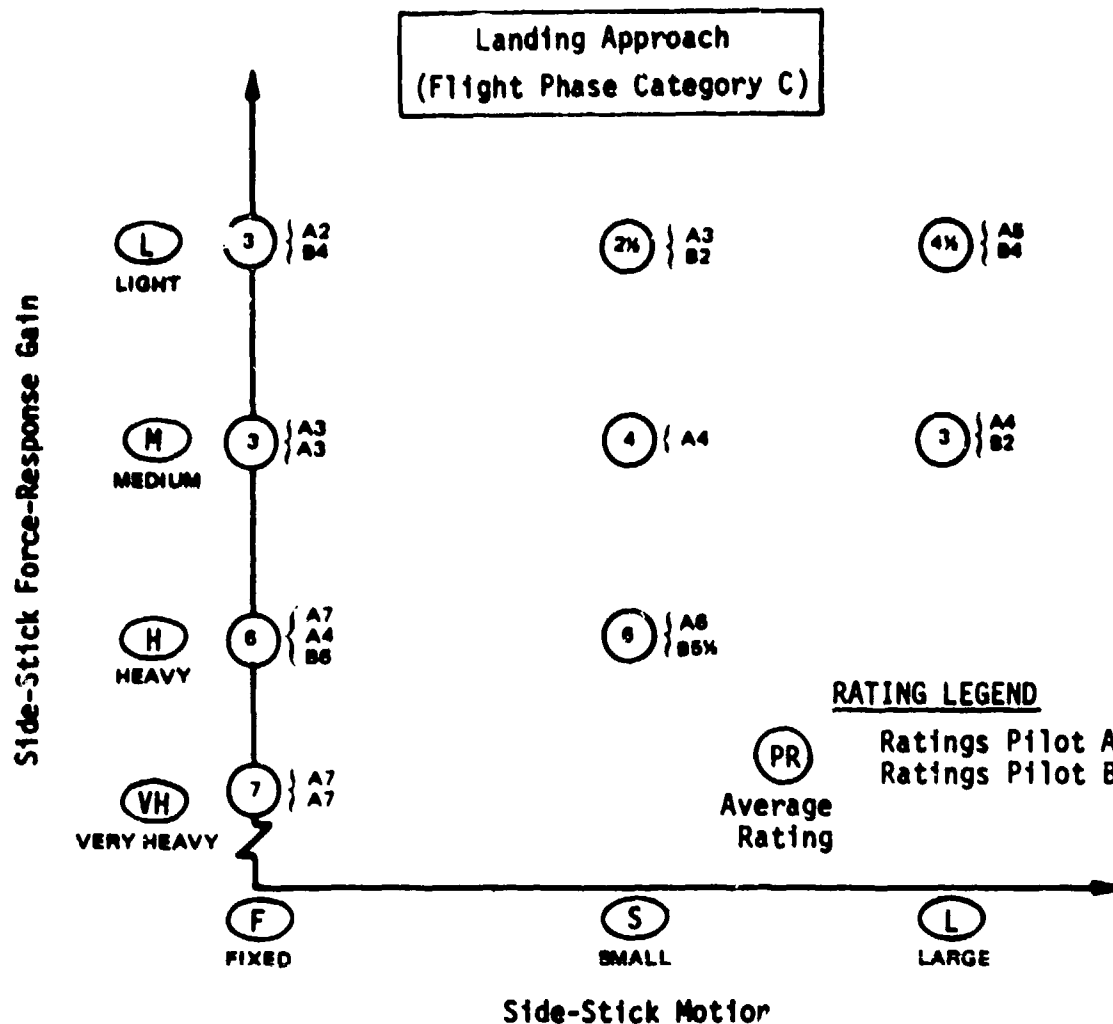 Landing Approach
(Flight Phase Category C)
Side-Stick Force-Response Gain
L
LIGHT
3
A2
B4
2½
A3
B2
4½
A5
B4
M
MEDIUM
3
A3
A3
4
A4
3
A4
B2
H
HEAVY
6
A7
A4
B6
6
A6
B5½
VH
VERY HEAVY
7
A7
A7
RATING LEGEND
PR
Average
Rating
Ratings Pilot A
Ratings Pilot B
F
FIXED
S
SMALL
L
LARGE
Side-Stick Motion